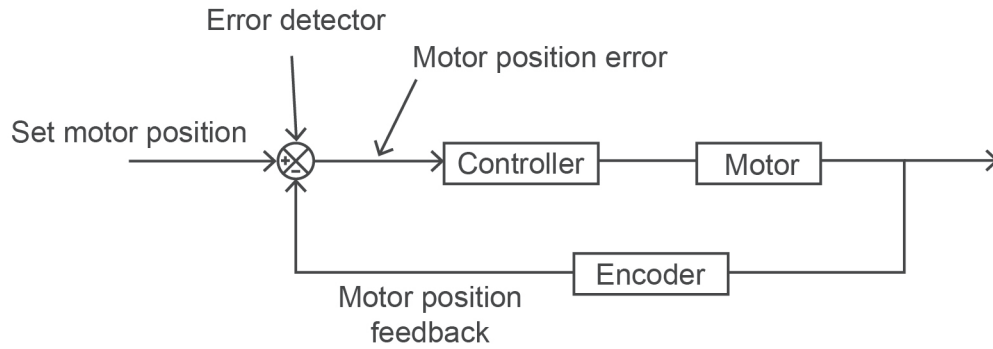 Error detector
Motor position error
Set motor position
+
–
Controller
Motor
Encoder
Motor position
feedback